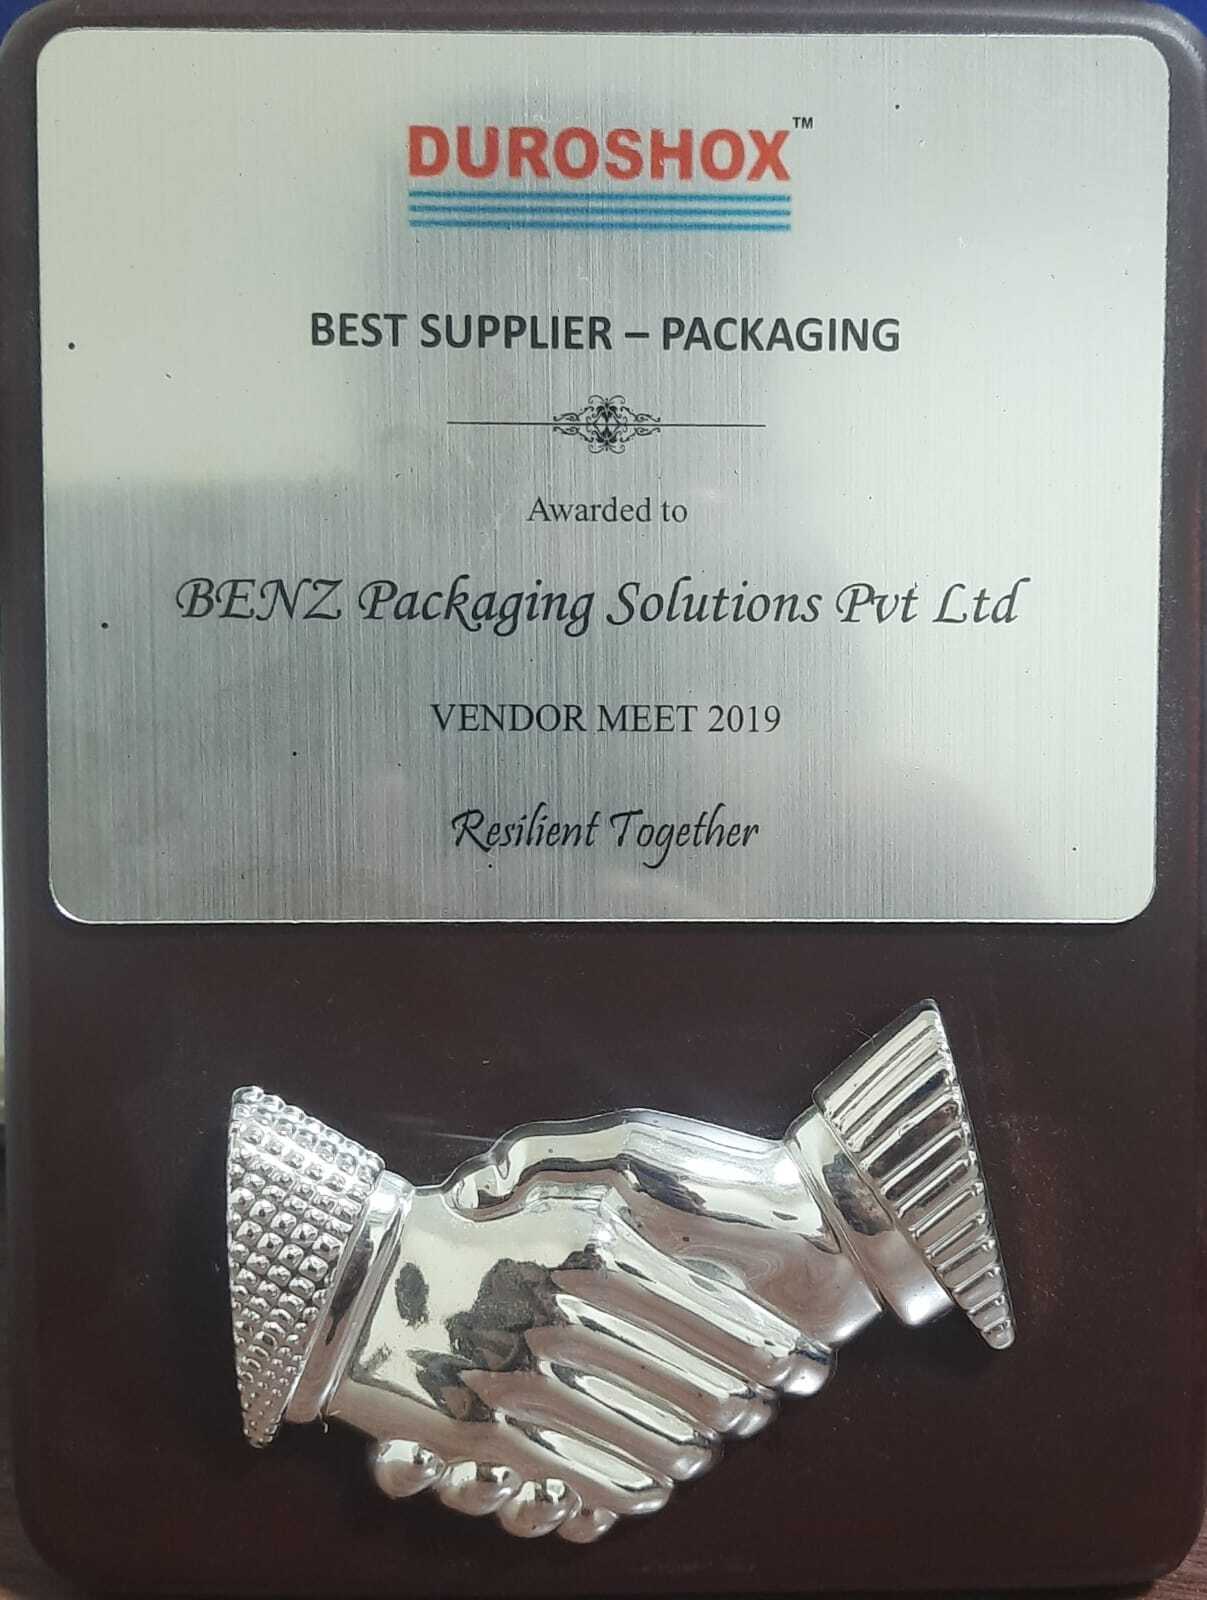 DUROSHOX™
BEST SUPPLIER – PACKAGING
Awarded to
BENZ Packaging Solutions Pvt Ltd
VENDOR MEET 2019
Resilient Together